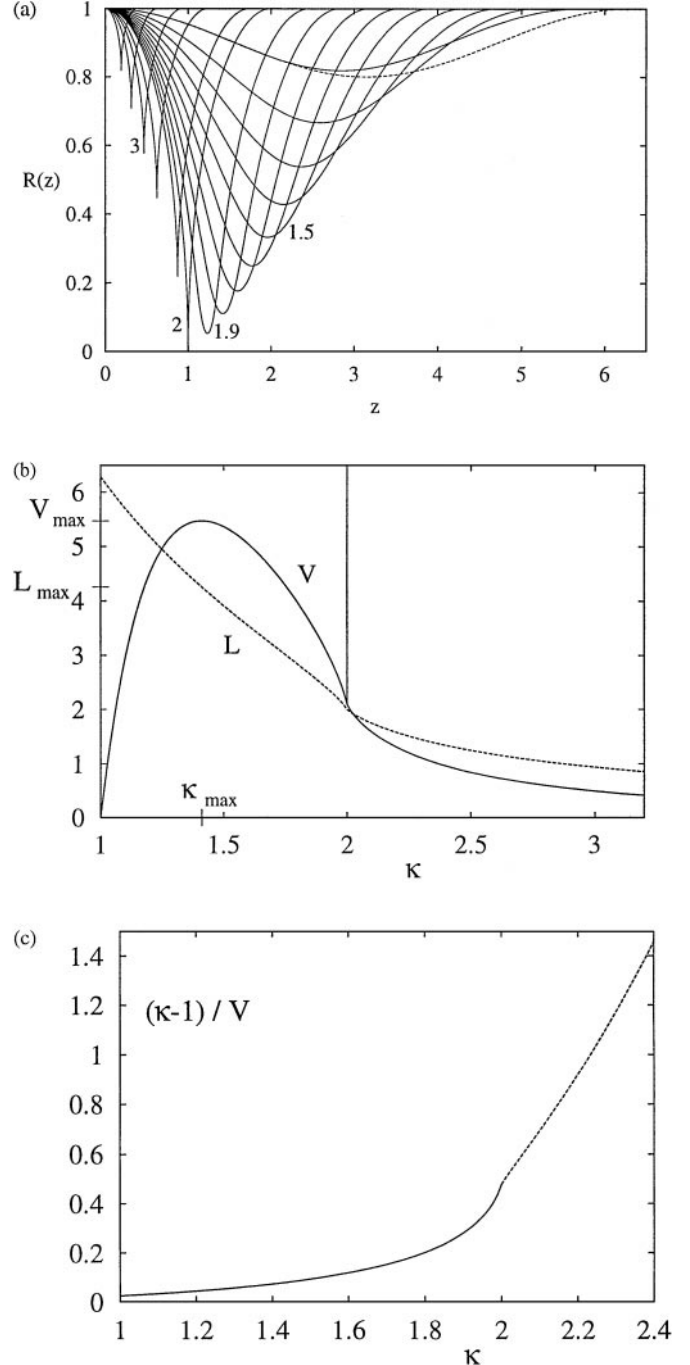 (a)
1
0.8
0.6
R(z)
0.4
0.2
0
3
2
1.9
1.5
0 1 2 3 4 5 6
z
(b)
6
V max
5
L max
4
3
2
1
0
V
L
κ max
1 1.5 2 2.5 3
κ
(c)
1.4
1.2
1
0.8
0.6
0.4
0.2
0
(κ-1) / V
1 1.2 1.4 1.6 1.8 2 2.2 2.4
κ